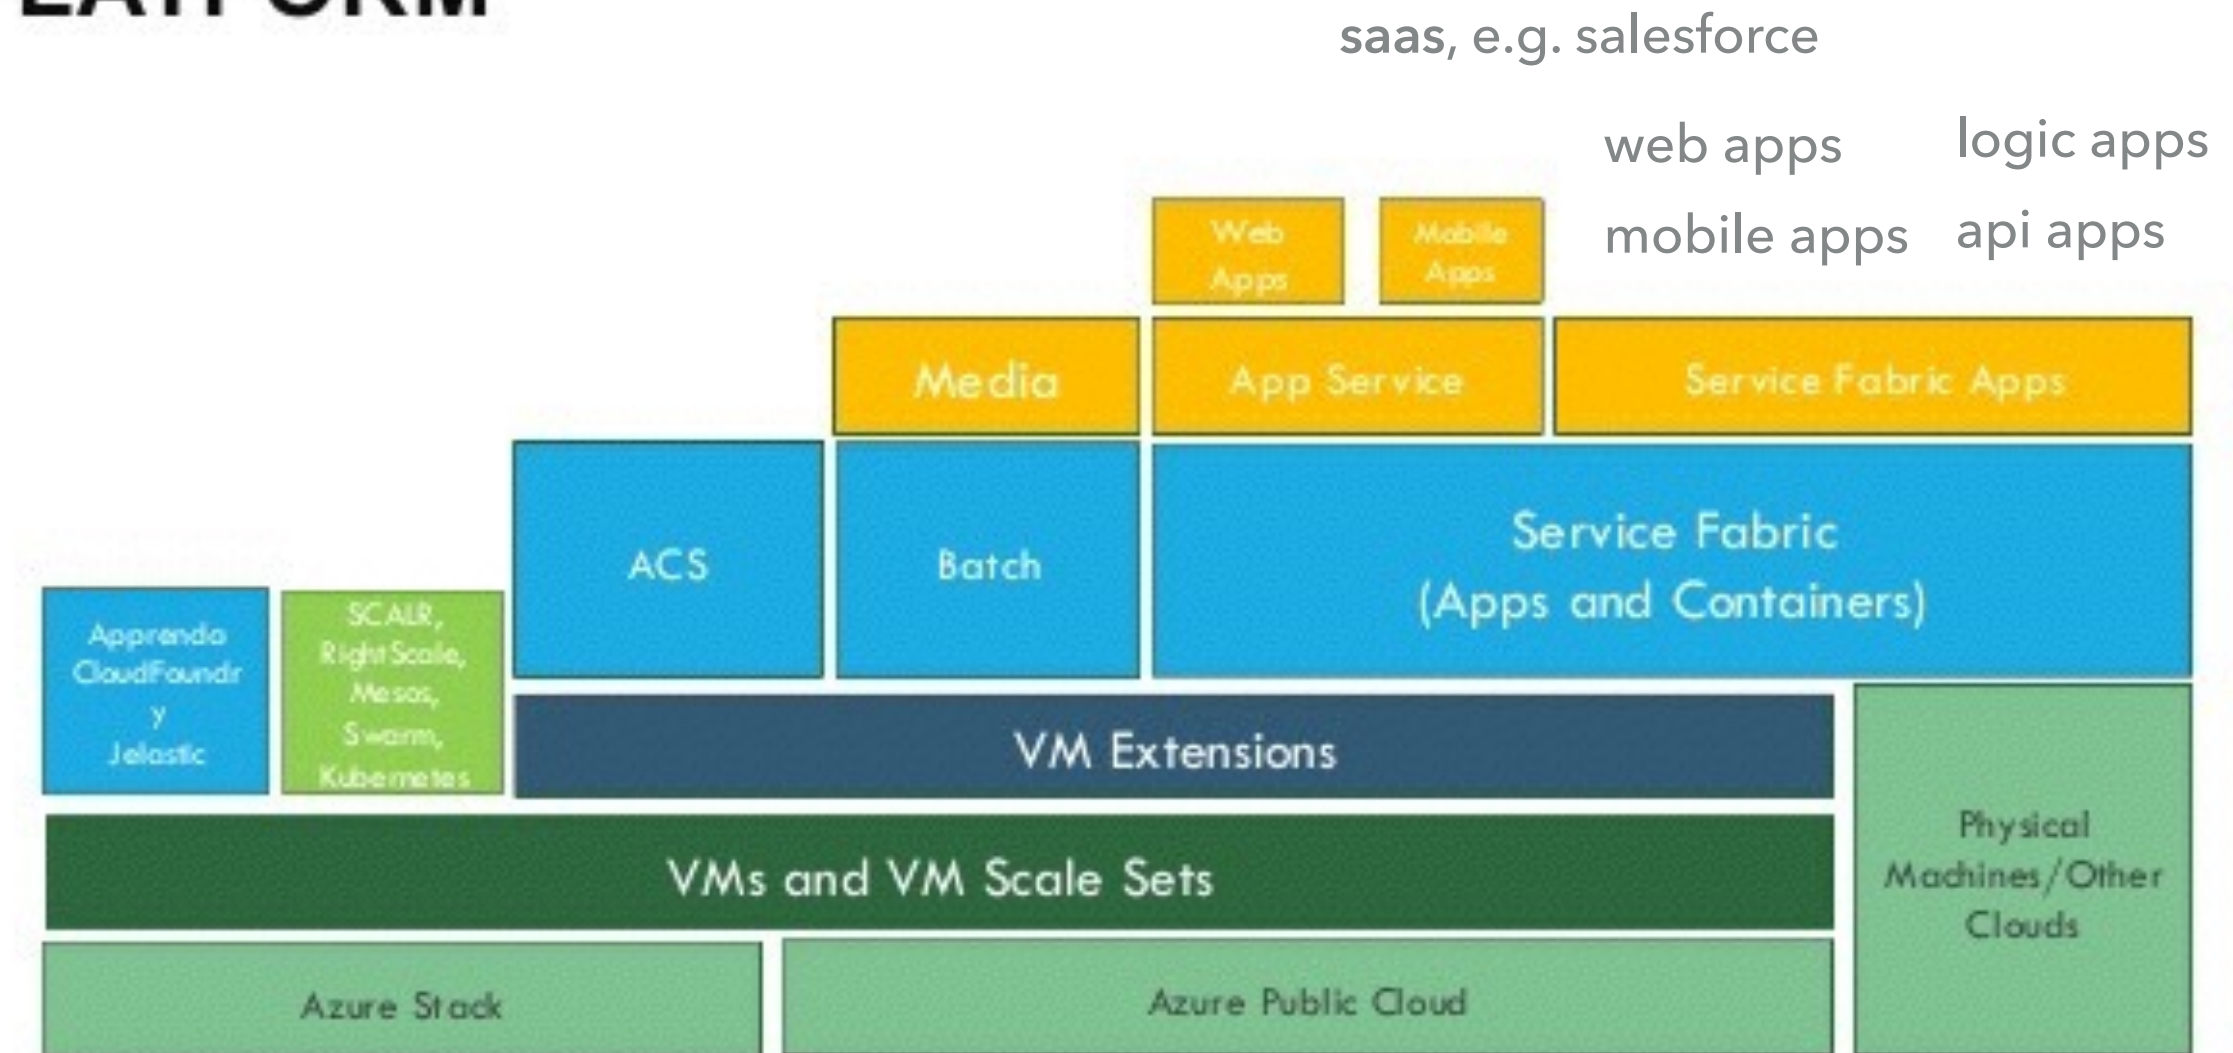 saas, e.g. salesforce
web apps
logic apps
mobile apps
api apps
Web
Apps
Mobile
Apps
Media
App Service
Service Fabric Apps
ACS
Batch
Service Fabric
(Apps and Containers)
Apprenda
CloudFoundr
y
Jelastic
SCALR,
RightScale,
Mesos,
Swarm,
Kubernetes
VM Extensions
Physical
Machines/Other
Clouds
VMs and VM Scale Sets
Azure Stack
Azure Public Cloud